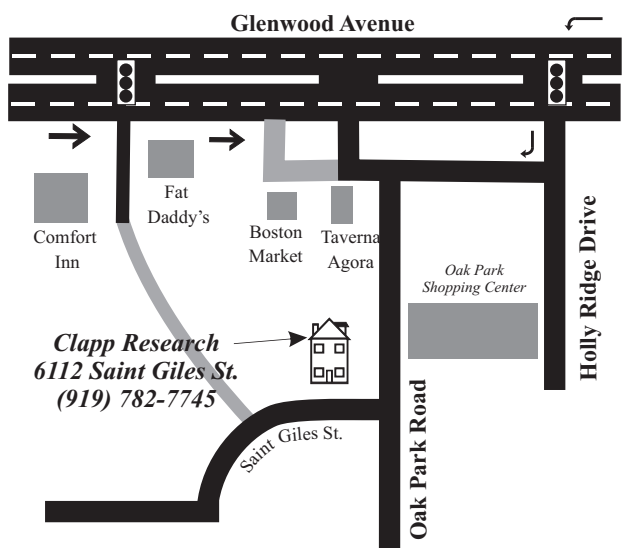 Glenwood Avenue
Fat
Daddy's
Comfort
Inn
Boston
Market
Taverna
Agora
Oak Park
Shopping Center
Holly Ridge Drive
Clapp Research
6112 Saint Giles St.
(919) 782-7745
Saint Giles St.
Oak Park Road